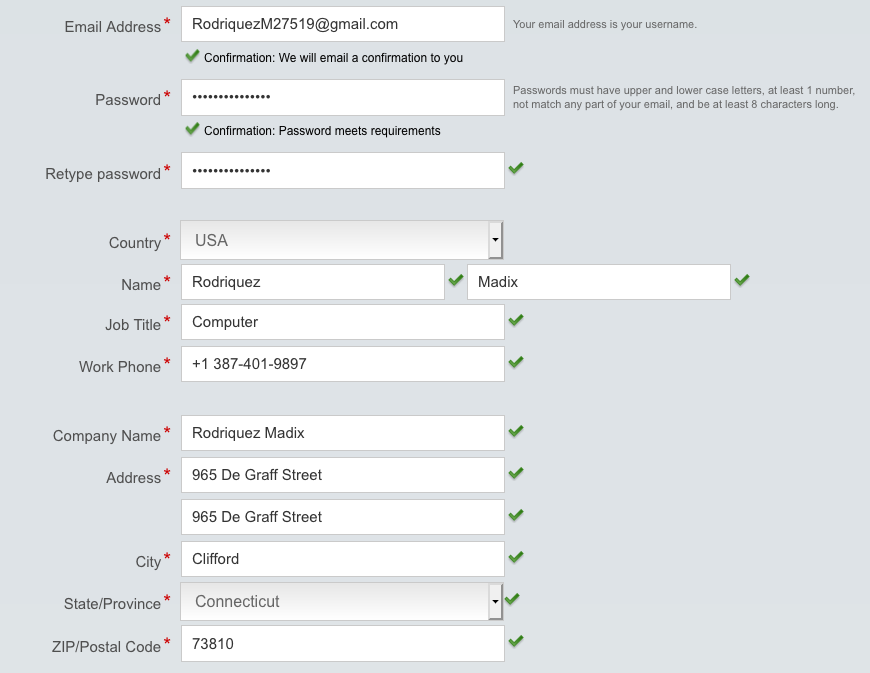 Email Address* RodriquezM27519@gmail.com Your email address is your username.
Confirmation: We will email a confirmation to you
Password* ••••••••••••••• Passwords must have upper and lower case letters, at least 1 number,
not match any part of your email, and be at least 8 characters long.
Confirmation: Password meets requirements
Retype password* •••••••••••••••
Country* USA
Name* Rodriquez Madix
Job Title* Computer
Work Phone* +1 387-401-9897
Company Name* Rodriquez Madix
Address* 965 De Graff Street
965 De Graff Street
City* Clifford
State/Province* Connecticut
ZIP/Postal Code* 73810